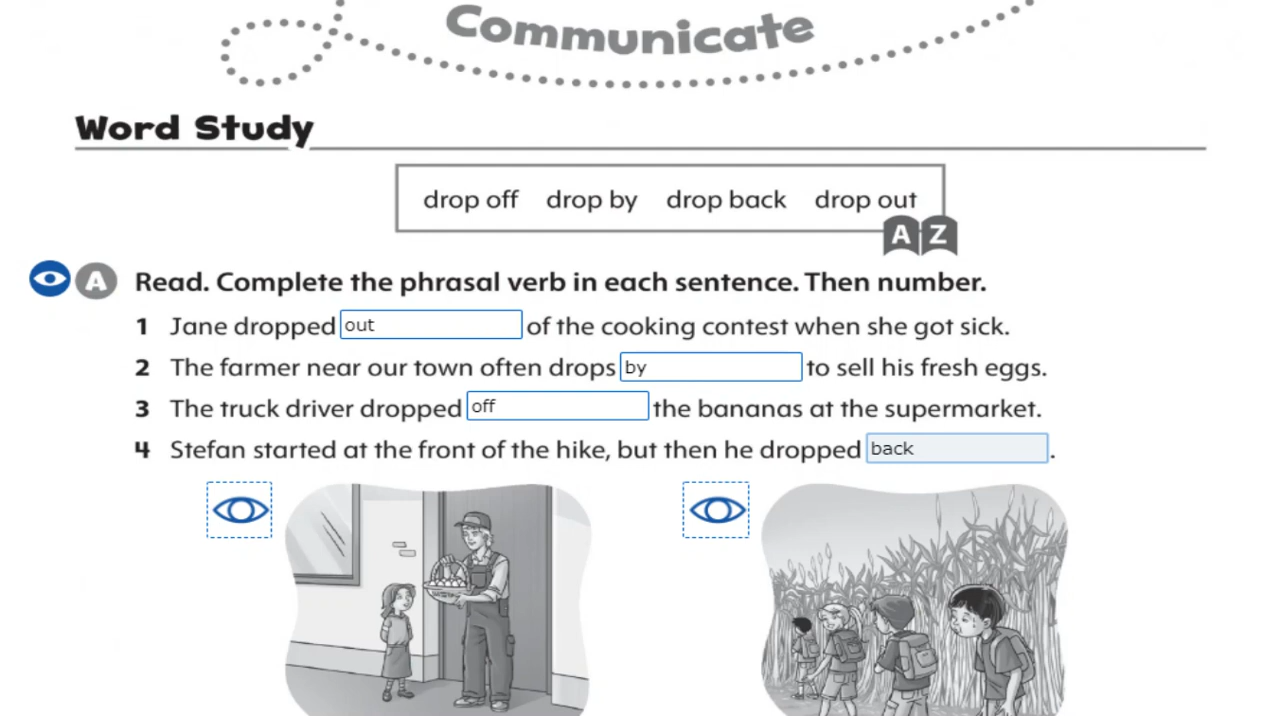 Communicate
Word Study
drop off drop by drop back drop out
A Z
A Read. Complete the phrasal verb in each sentence. Then number.
1 Jane dropped out of the cooking contest when she got sick.
2 The farmer near our town often drops by to sell his fresh eggs.
3 The truck driver dropped off the bananas at the supermarket.
4 Stefan started at the front of the hike, but then he dropped back.